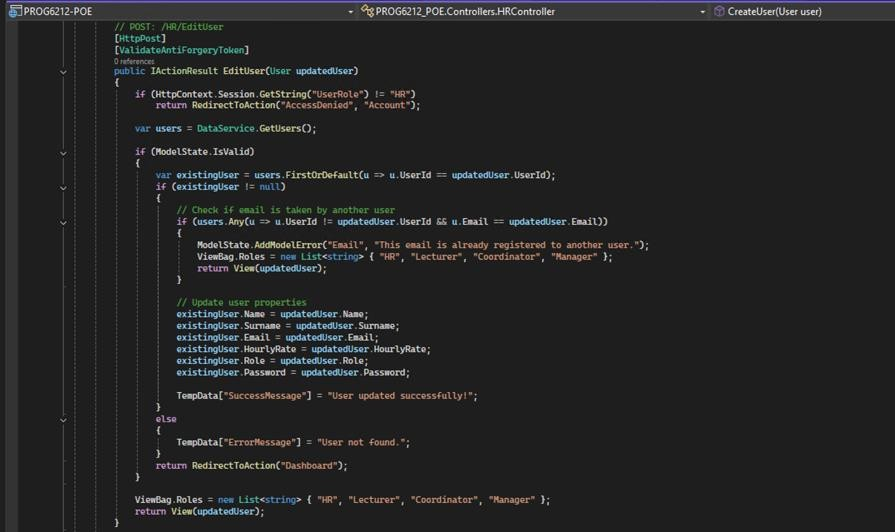 PROG6212-POE
PROG6212_POE.Controllers.HRController
CreateUser(User user)
// POST: /HR/EditUser
[HttpPost]
[ValidateAntiForgeryToken]
0 references
public IActionResult EditUser(User updatedUser)
{
if (HttpContext.Session.GetString("UserRole") != "HR")
return RedirectToAction("AccessDenied", "Account");
var users = DataService.GetUsers();
if (ModelState.IsValid)
{
var existingUser = users.FirstOrDefault(u => u.UserId == updatedUser.UserId);
if (existingUser != null)
{
// Check if email is taken by another user
if (users.Any(u => u.UserId != updatedUser.UserId && u.Email == updatedUser.Email))
{
ModelState.AddModelError("Email", "This email is already registered to another user.");
ViewBag.Roles = new List<string> { "HR", "Lecturer", "Coordinator", "Manager" };
return View(updatedUser);
}
// Update user properties
existingUser.Name = updatedUser.Name;
existingUser.Surname = updatedUser.Surname;
existingUser.Email = updatedUser.Email;
existingUser.HourlyRate = updatedUser.HourlyRate;
existingUser.Role = updatedUser.Role;
existingUser.Password = updatedUser.Password;
TempData["SuccessMessage"] = "User updated successfully!";
}
else
{
TempData["ErrorMessage"] = "User not found.";
}
return RedirectToAction("Dashboard");
}
ViewBag.Roles = new List<string> { "HR", "Lecturer", "Coordinator", "Manager" };
return View(updatedUser);
}